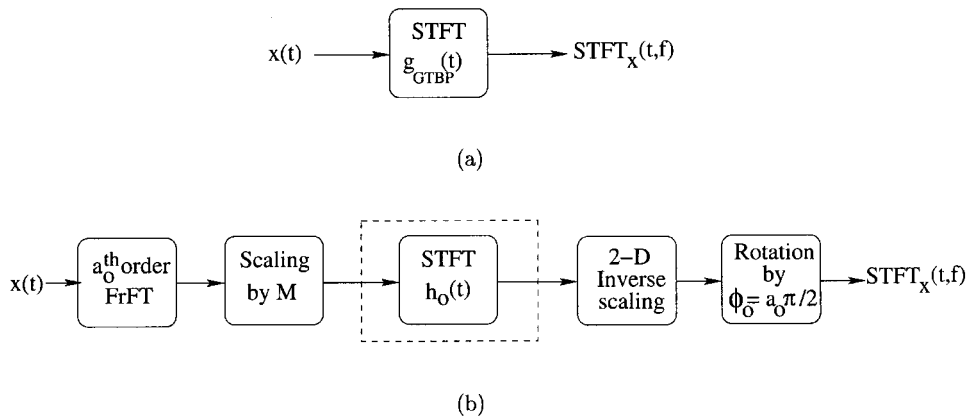 x(t)
STFT
g_GTBP(t)
STFT_x(t,f)
(a)
x(t)
a_o^th order
FrFT
Scaling
by M
STFT
h_o(t)
2-D
Inverse
scaling
Rotation
by
ϕ_o = a_o π/2
STFT_x(t,f)
(b)